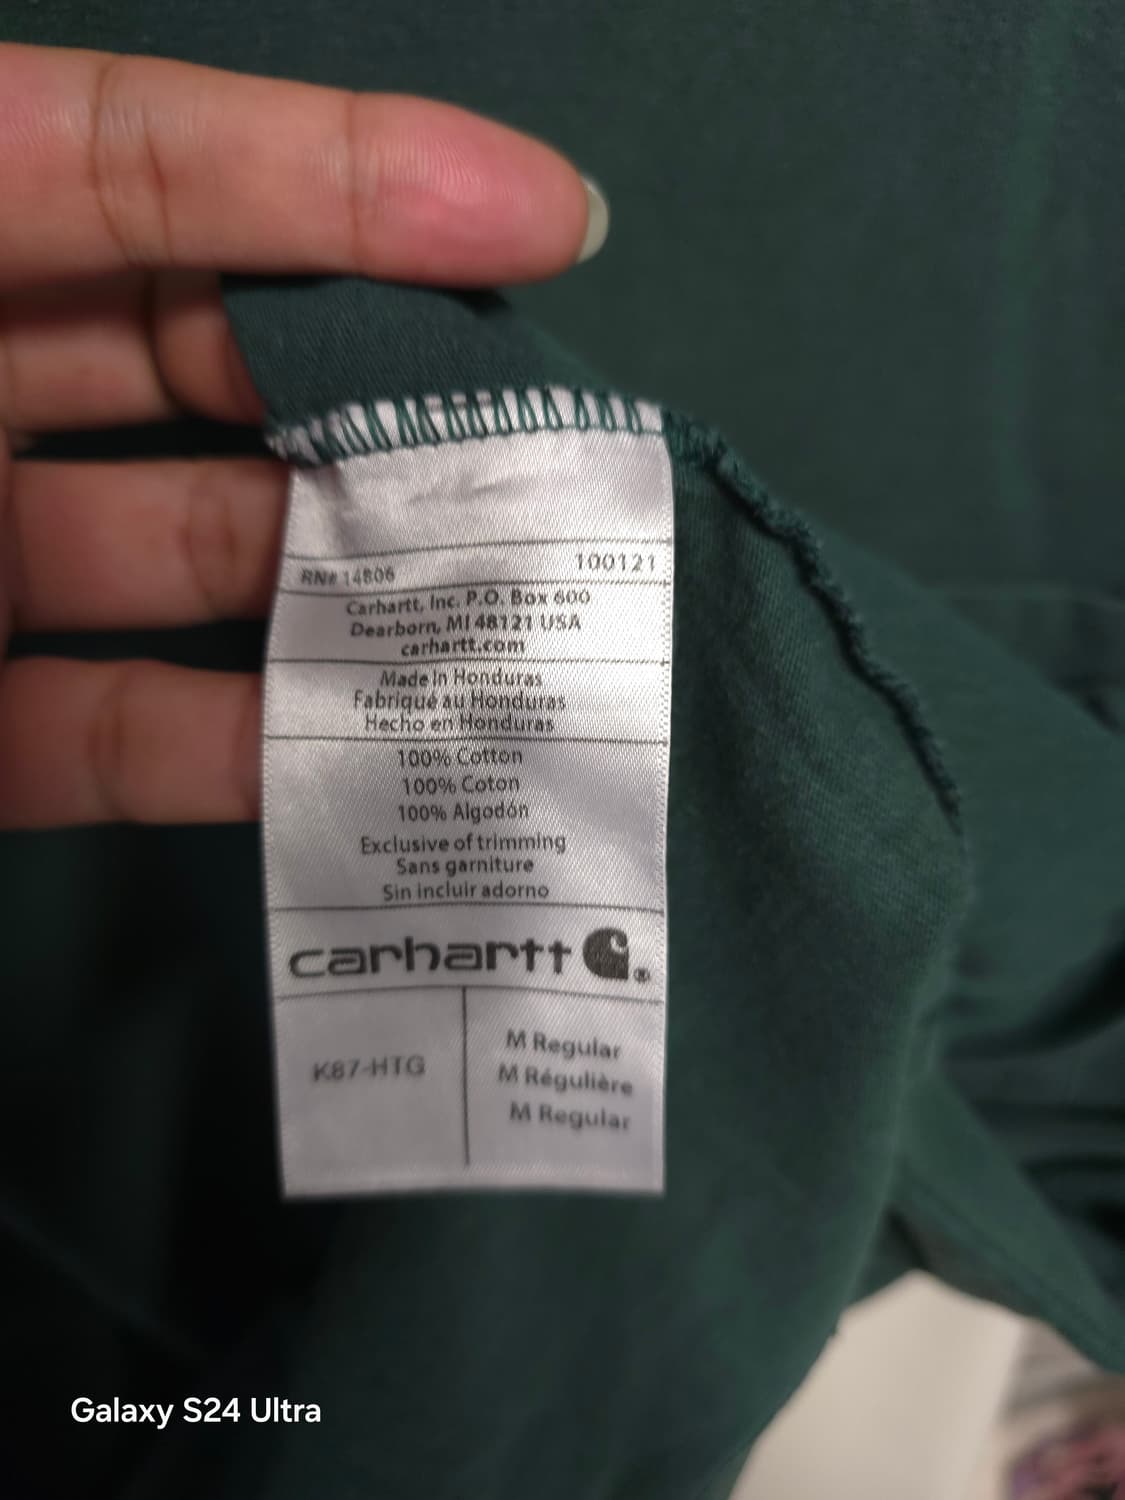 RN# 14806
100121
Carhartt, Inc. P.O. Box 600
Dearborn, MI 48121 USA
carhartt.com
Made in Honduras
Fabriqué au Honduras
Hecho en Honduras
100% Cotton
100% Coton
100% Algodón
Exclusive of trimming
Sans garniture
Sin incluir adorno
carhartt
K87-HTG
M Regular
M Régulière
M Regular
Galaxy S24 Ultra